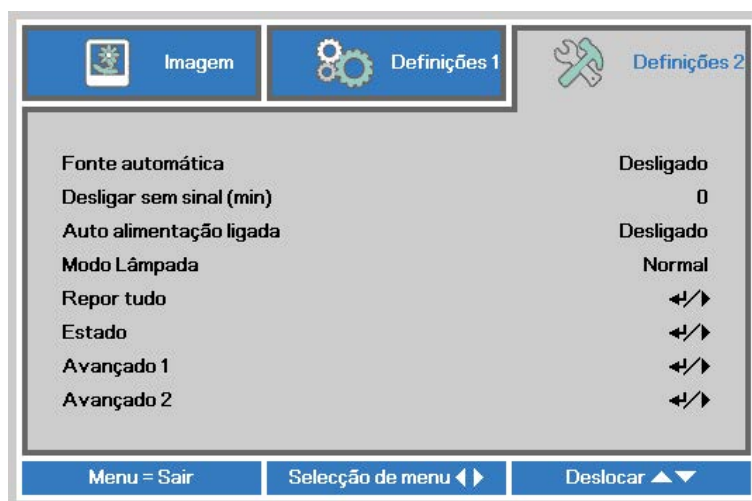 Imagem
Definições 1
Definições 2
Fonte automática Desligado
Desligar sem sinal (min) 0
Auto alimentação ligada Desligado
Modo Lâmpada Normal
Repor tudo
Estado
Avançado 1
Avançado 2
Menu = Sair
Selecção de menu
Deslocar